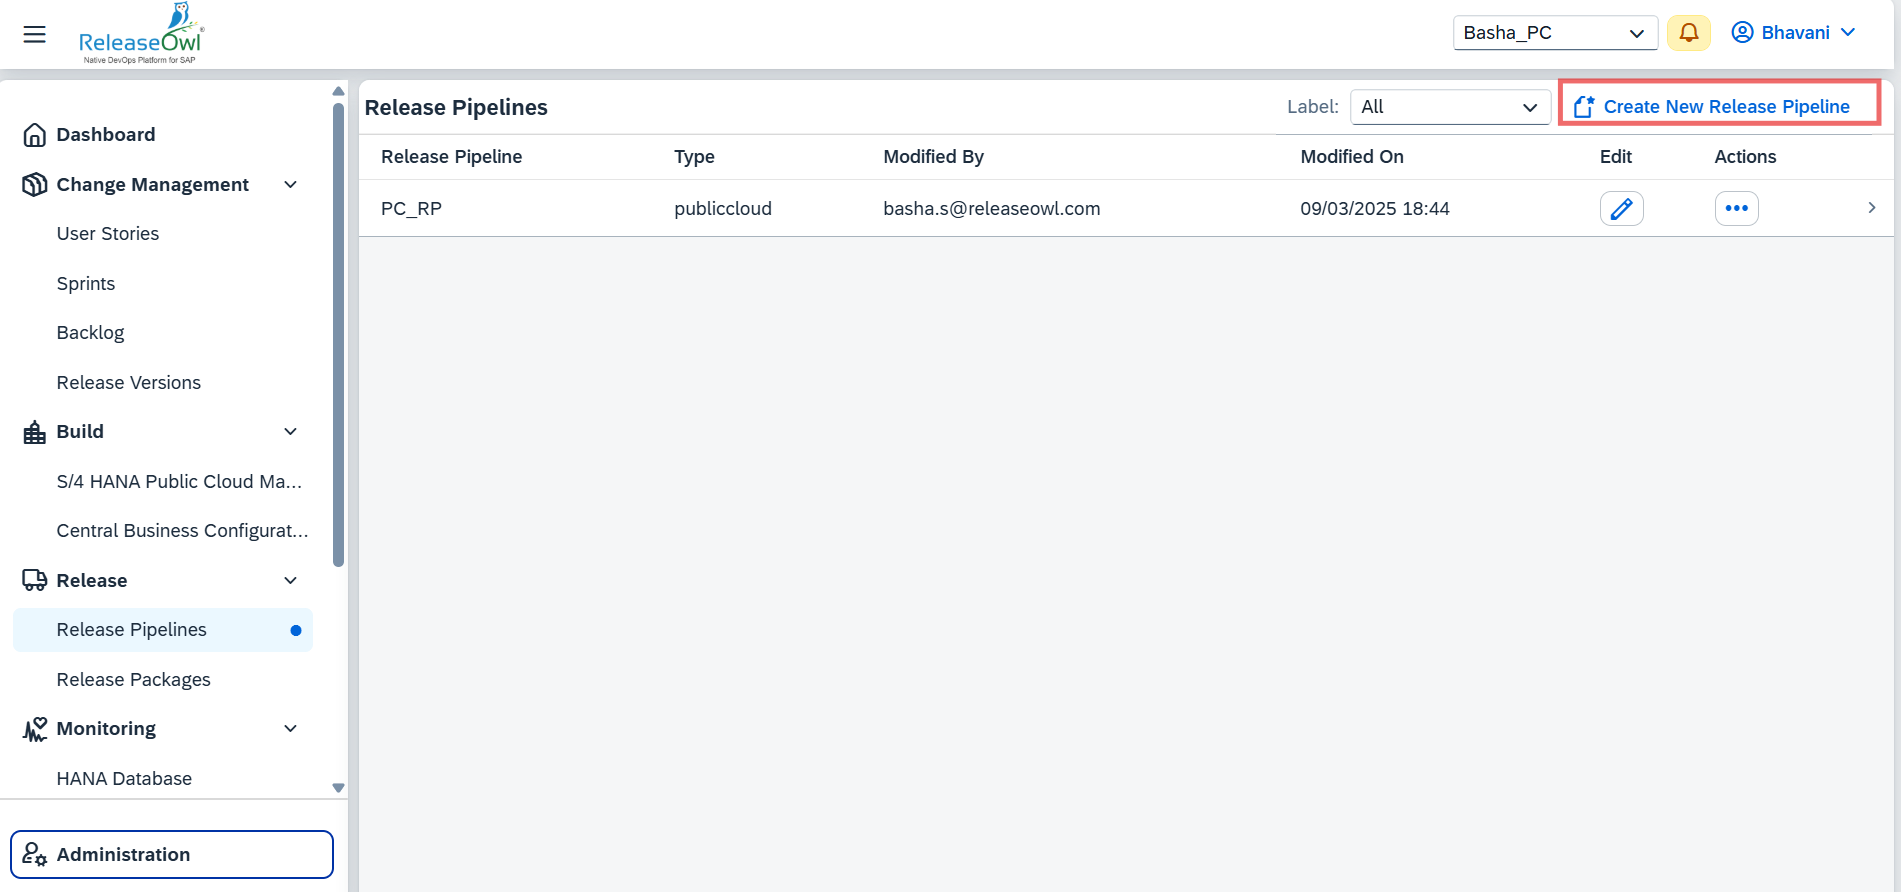 ReleaseOwl®
Native DevOps Platform for SAP
Basha_PC
Bhavani
Dashboard
Change Management
User Stories
Sprints
Backlog
Release Versions
Build
S/4 HANA Public Cloud Ma...
Central Business Configurat...
Release
Release Pipelines
Release Packages
Monitoring
HANA Database
Administration
Release Pipelines
Label: All
Create New Release Pipeline
Release Pipeline Type Modified By Modified On Edit Actions
PC_RP publiccloud basha.s@releaseowl.com 09/03/2025 18:44